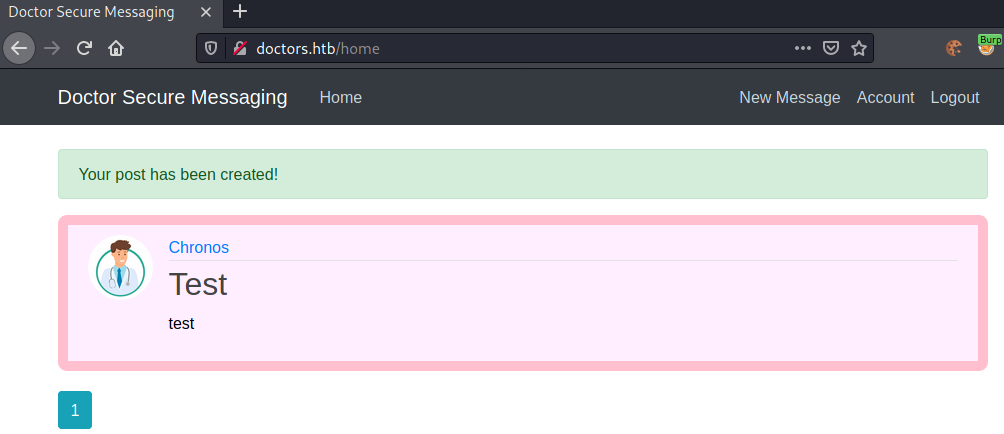 Doctor Secure Messaging
Burp
doctors.htb/home
Doctor Secure Messaging Home New Message Account Logout
Your post has been created!
Chronos
Test
test
1